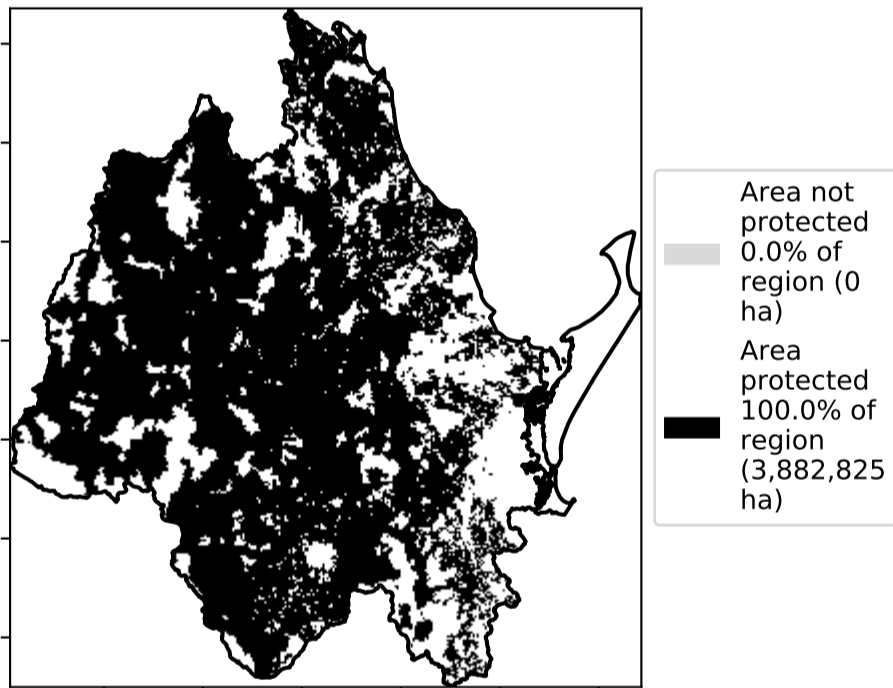 Area not
protected
0.0% of
region (0
ha)
Area
protected
100.0% of
region
(3,882,825
ha)